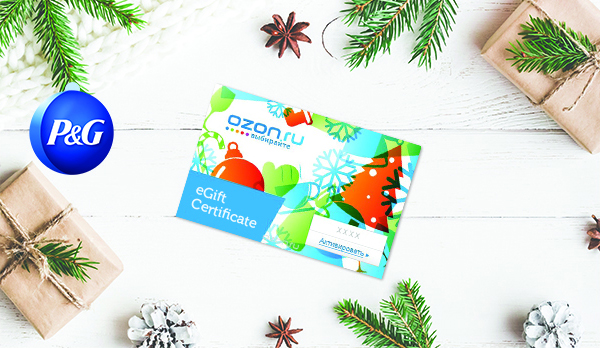 P&G
ozon.ru
выбирайте
eGift
Certificate
XXXX
Активировать »